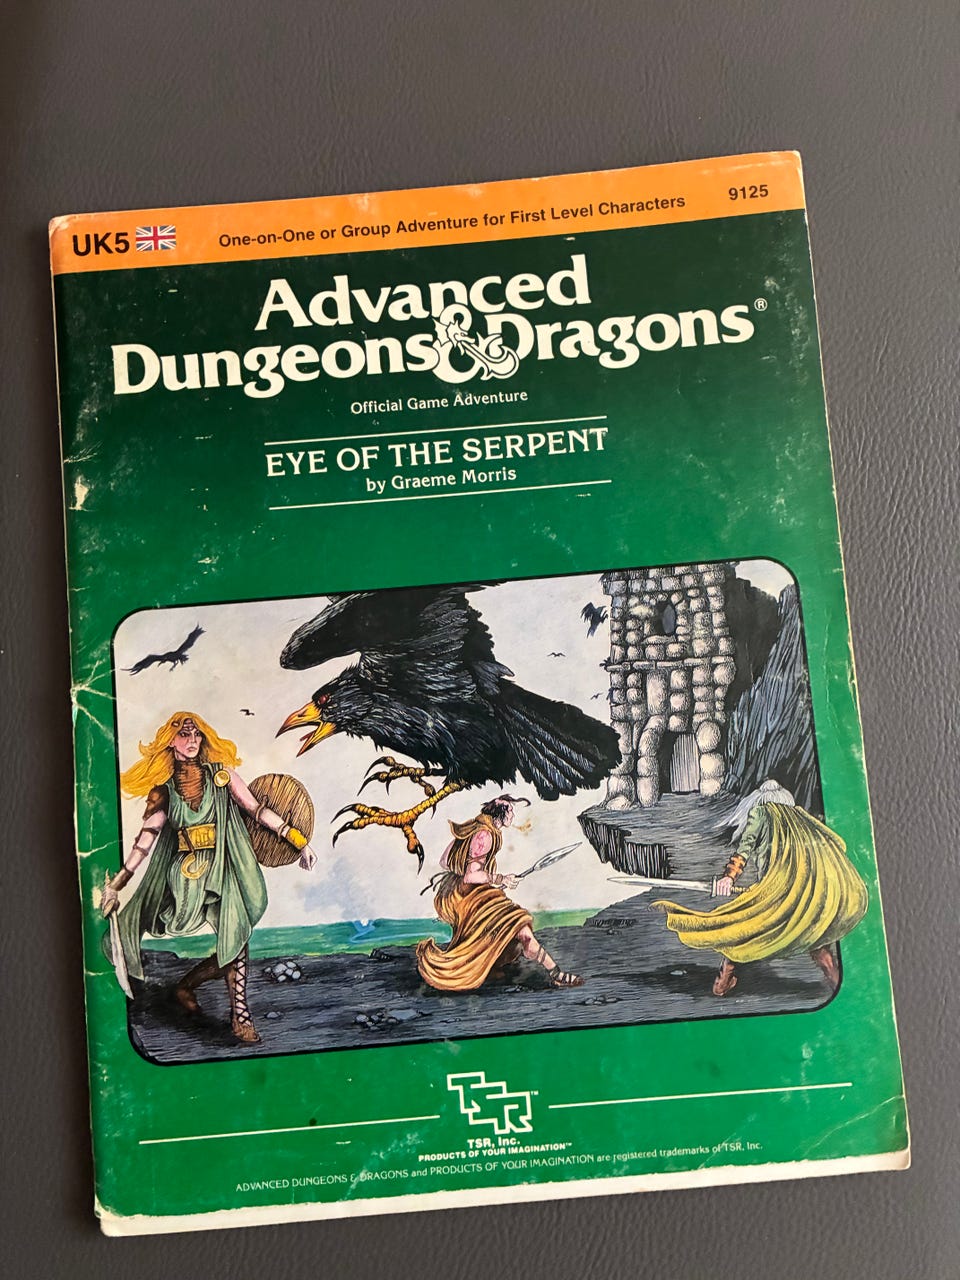 UK5
One-on-One or Group Adventure for First Level Characters
9125
Advanced
Dungeons & Dragons®
Official Game Adventure
EYE OF THE SERPENT
by Graeme Morris
TSR™
TSR, Inc.
PRODUCTS OF YOUR IMAGINATION™
ADVANCED DUNGEONS & DRAGONS and PRODUCTS OF YOUR IMAGINATION are registered trademarks of TSR, Inc.